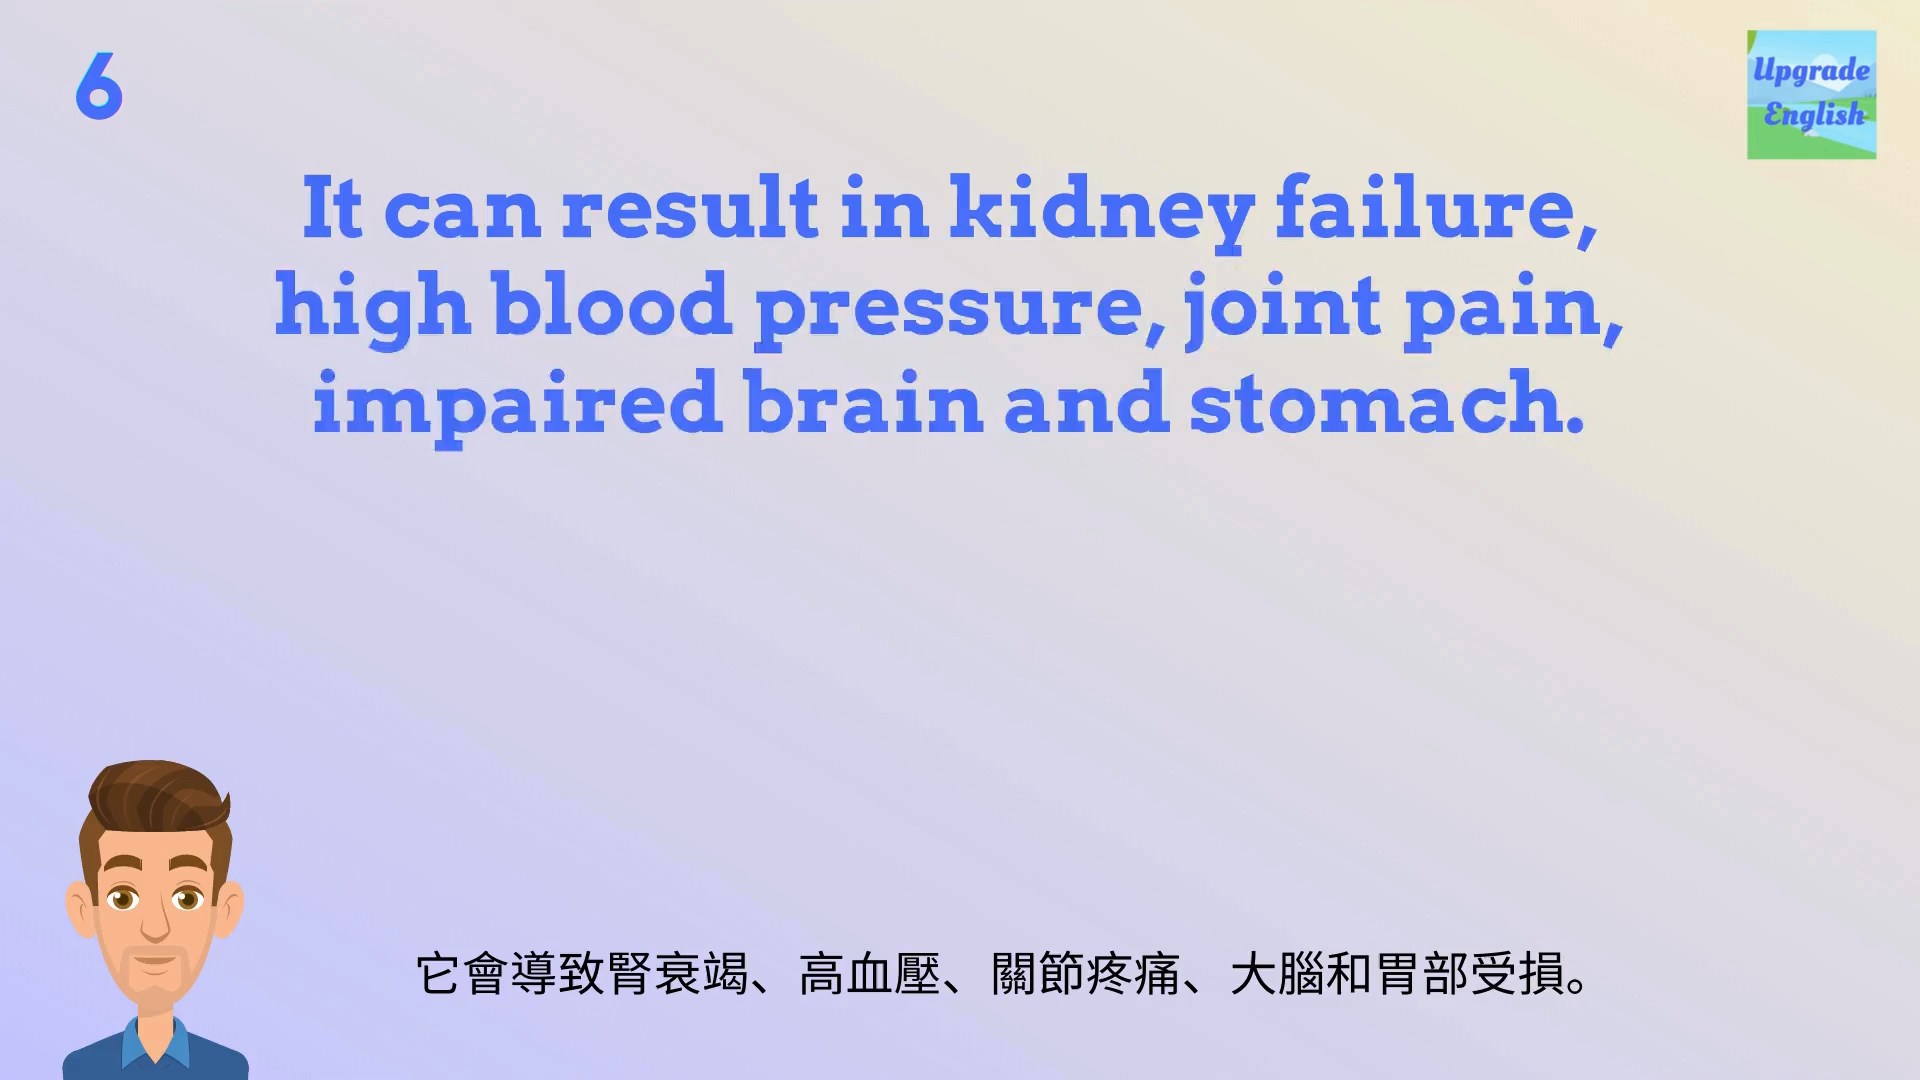 6
Upgrade
English
It can result in kidney failure,
high blood pressure, joint pain,
impaired brain and stomach.
它會導致腎衰竭、高血壓、關節疼痛、大腦和胃部受損。